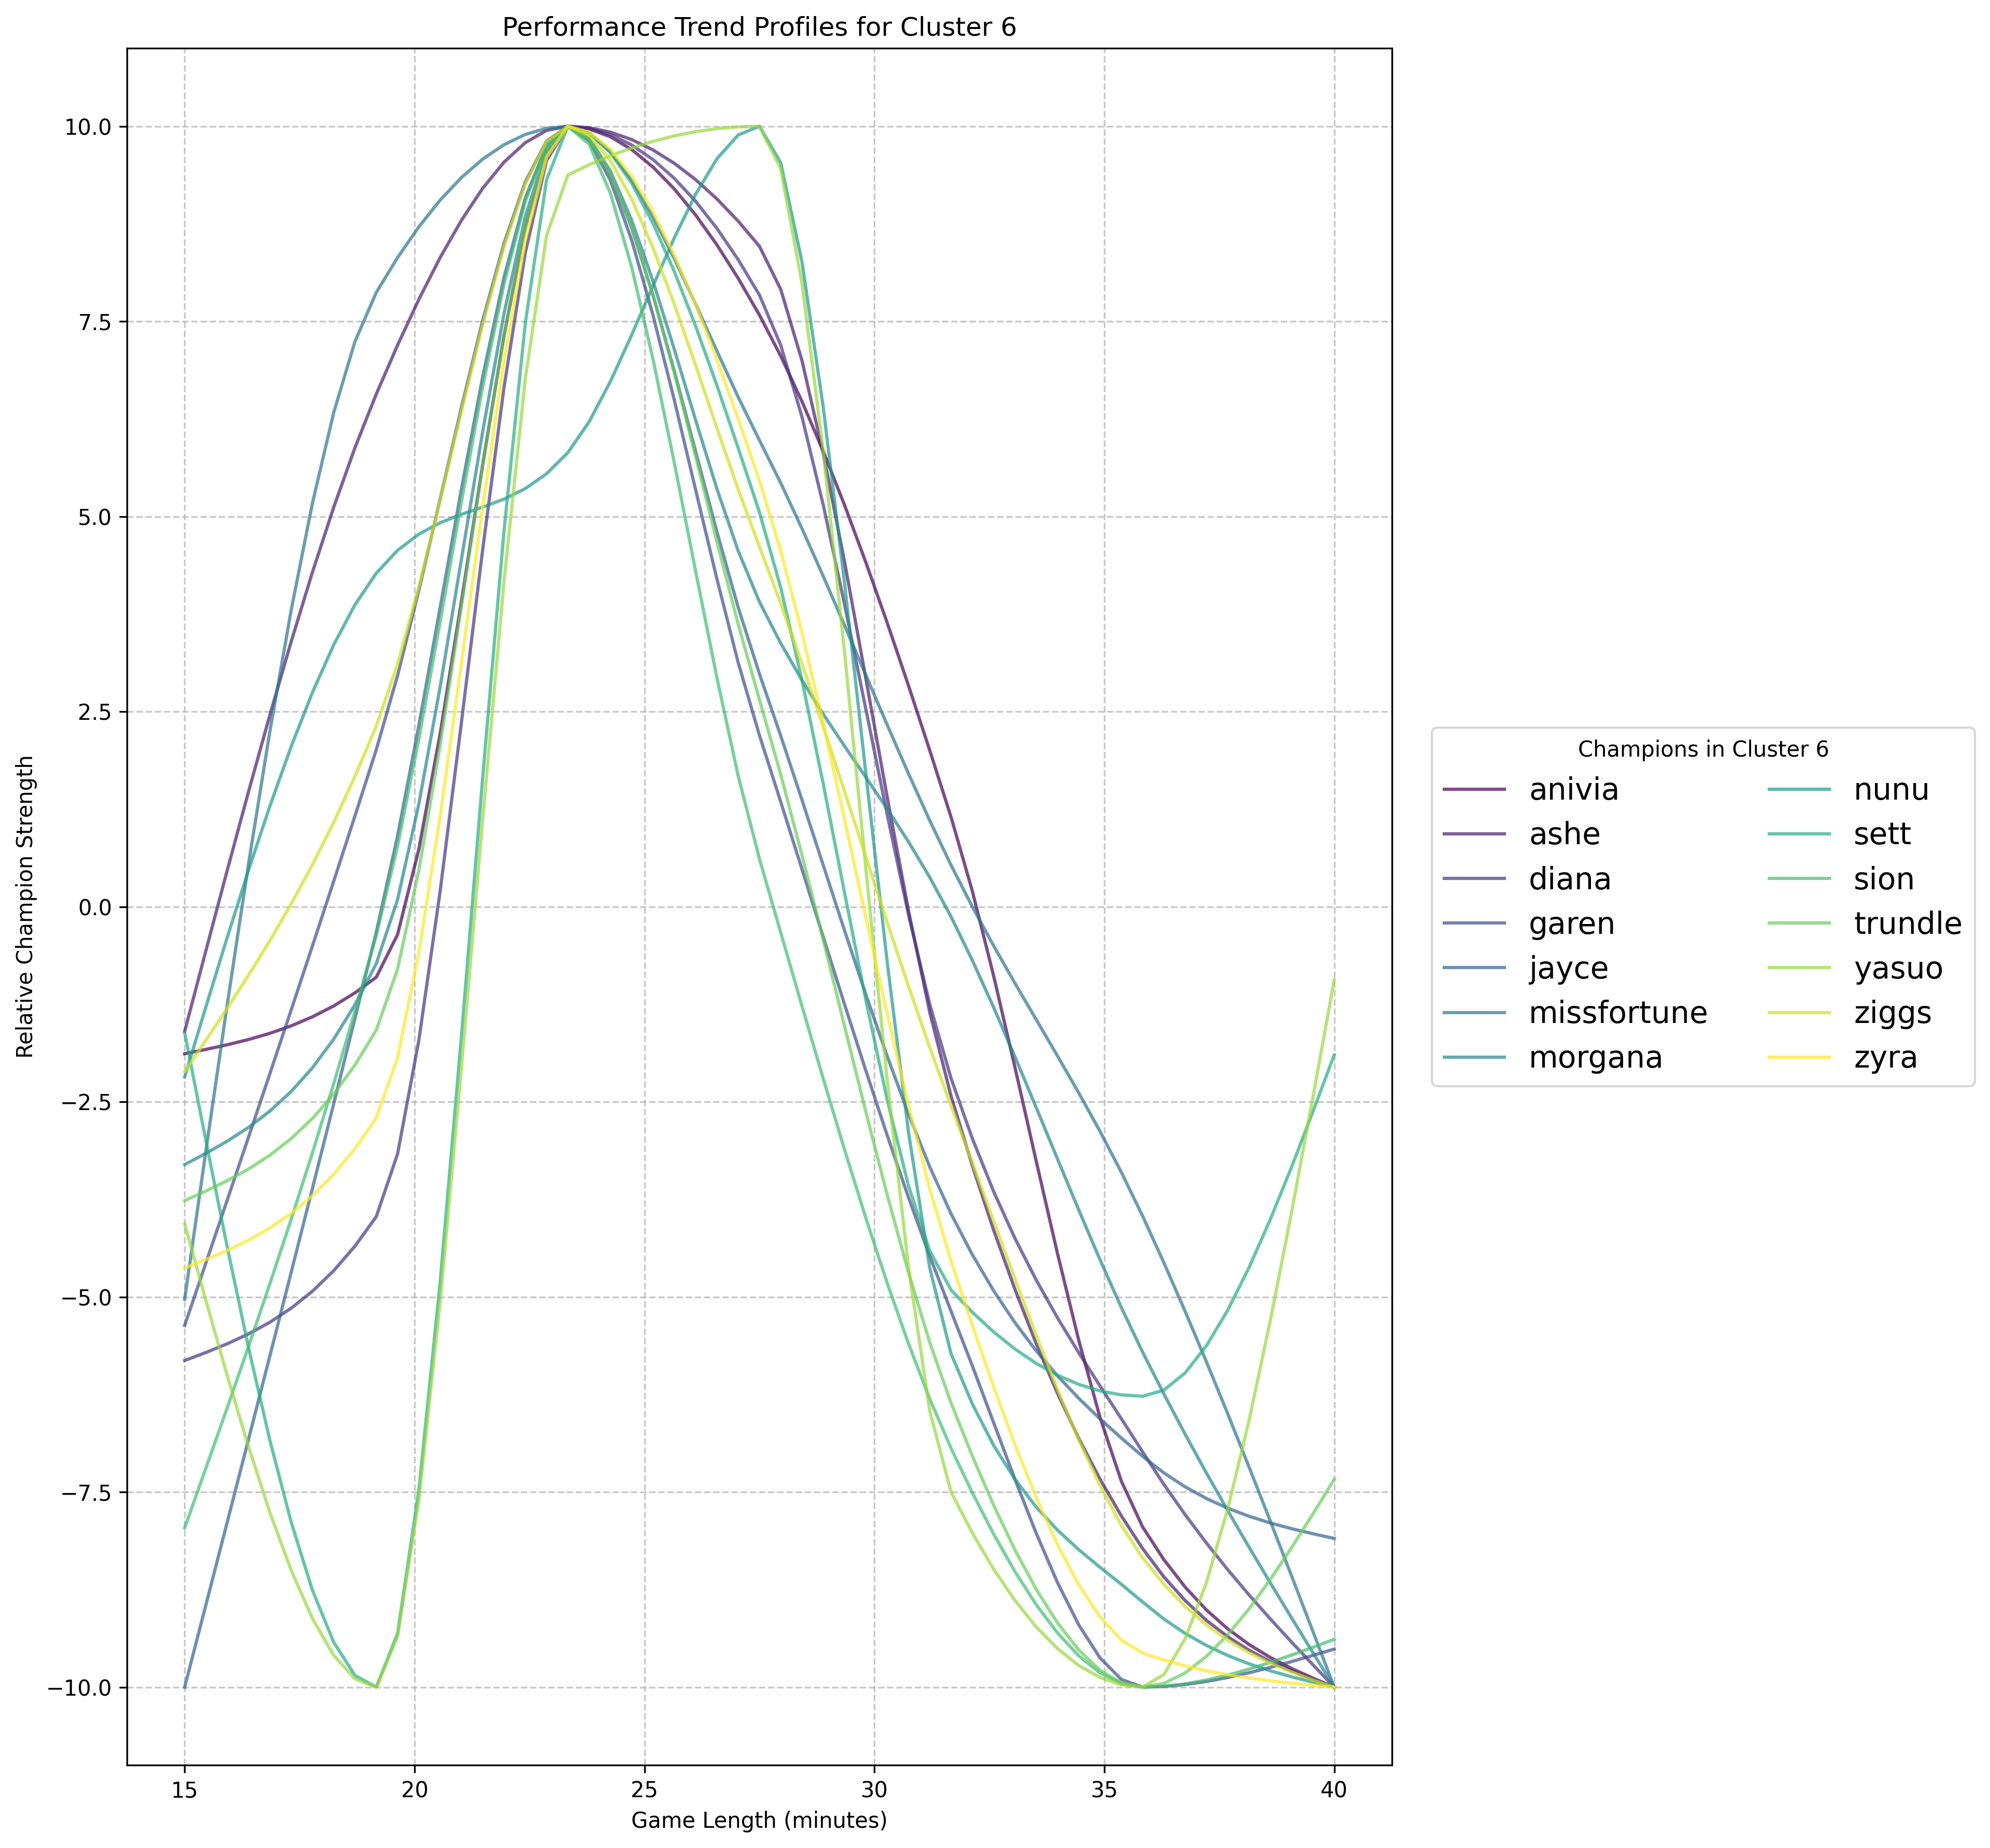 Performance Trend Profiles for Cluster 6
10.0
7.5
5.0
2.5
0.0
−2.5
−5.0
−7.5
−10.0
Relative Champion Strength
15 20 25 30 35 40
Game Length (minutes)
Champions in Cluster 6
anivia
ashe
diana
garen
jayce
missfortune
morgana
nunu
sett
sion
trundle
yasuo
ziggs
zyra